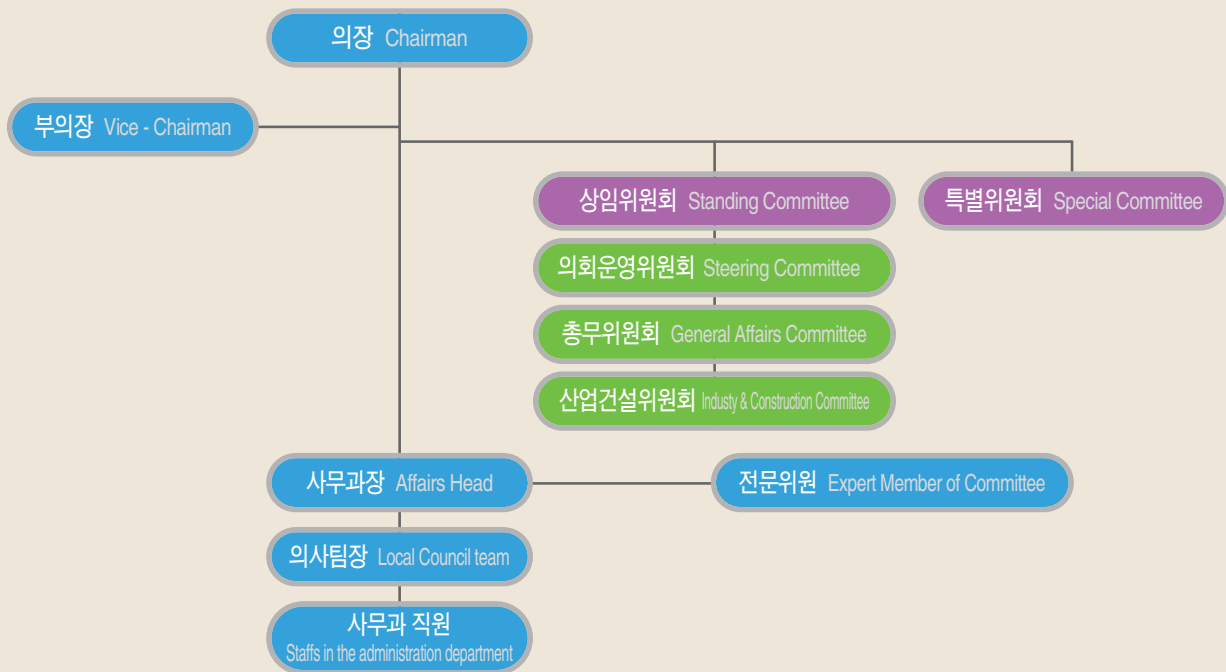 의장 Chairman
부의장 Vice - Chairman
상임위원회 Standing Committee
특별위원회 Special Committee
의회운영위원회 Steering Committee
총무위원회 General Affairs Committee
산업건설위원회 Industy & Construction Committee
사무과장 Affairs Head
전문위원 Expert Member of Committee
의사팀장 Local Council team
사무과 직원
Staffs in the administration department